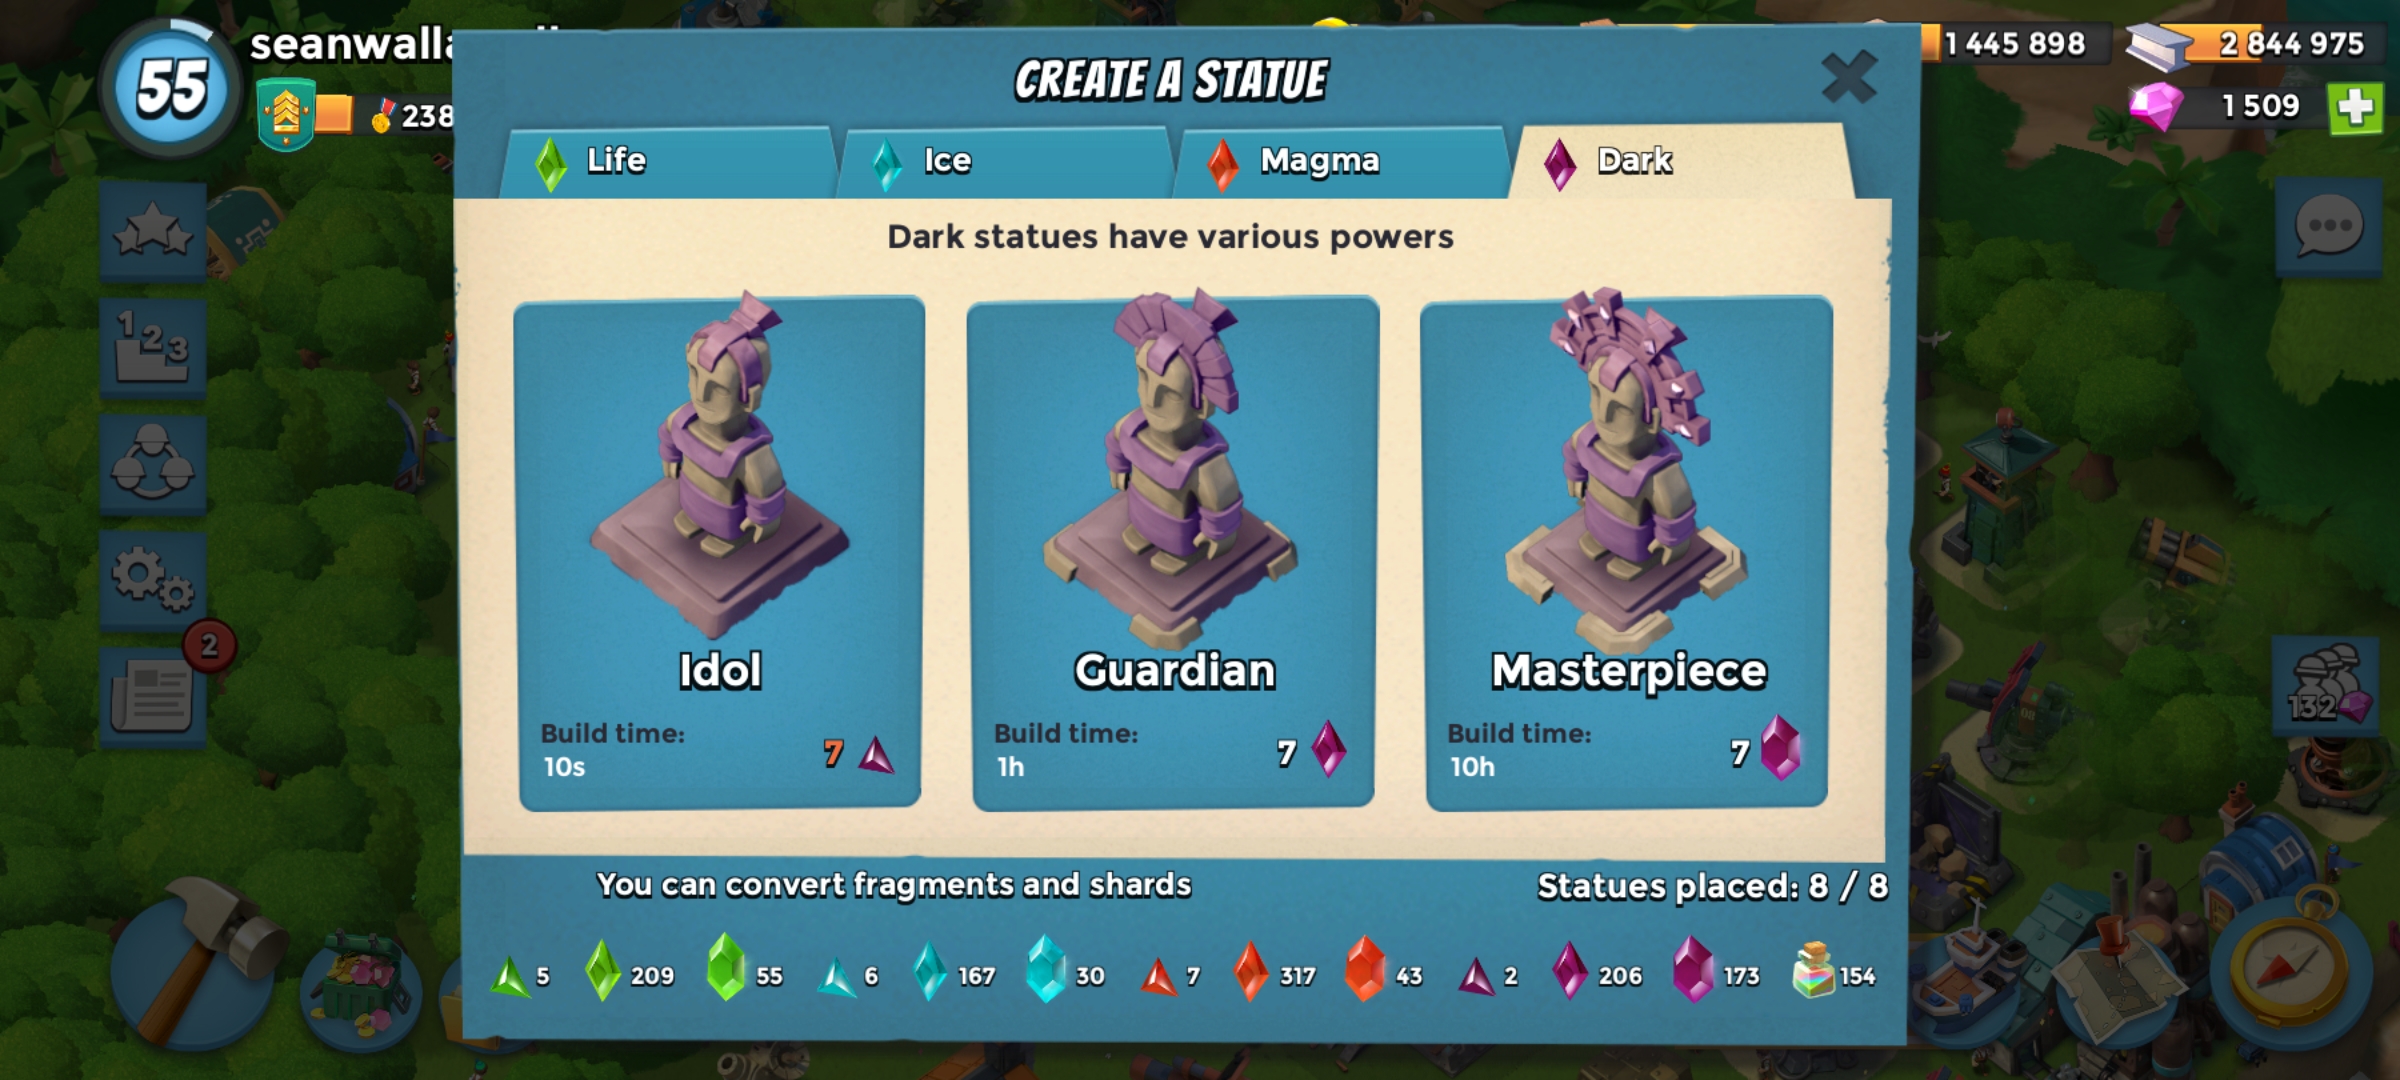 55
238
1 445 898
2 844 975
1 509
CREATE A STATUE
Life
Ice
Magma
Dark
Dark statues have various powers
Idol
Build time:
10s
7
Guardian
Build time:
1h
7
Masterpiece
Build time:
10h
7
1 2 3
2
132
You can convert fragments and shards
Statues placed: 8 / 8
5 209 55 6 167 30 7 317 43 2 206 173 154